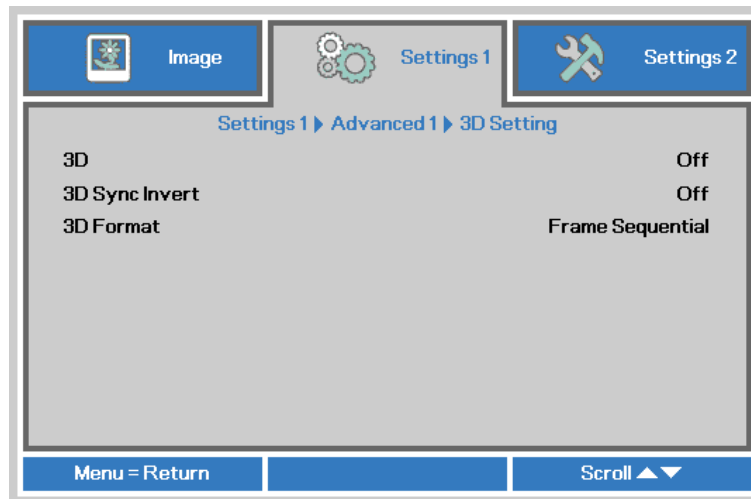 Image
Settings 1
Settings 2
Settings 1 Advanced 1 3D Setting
3D Off
3D Sync Invert Off
3D Format Frame Sequential
Menu = Return
Scroll